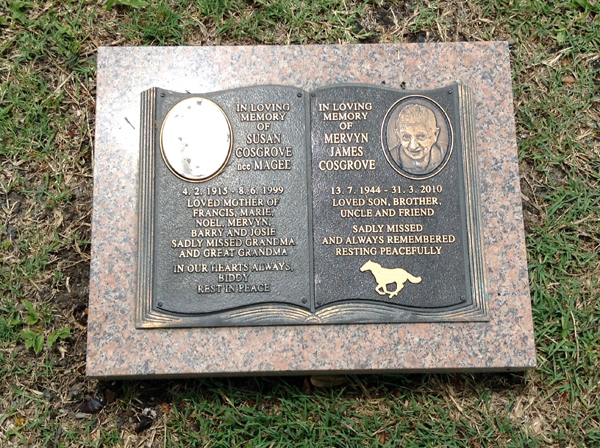 IN LOVING
MEMORY
OF
SUSAN
COSGROVE
nee MAGEE
4. 2. 1915 - 8. 6. 1999
LOVED MOTHER OF
FRANCIS, MARIE,
NOEL, MERVYN,
BARRY AND JOSIE
SADLY MISSED GRANDMA
AND GREAT GRANDMA
IN OUR HEARTS ALWAYS,
BIDDY
REST IN PEACE
IN LOVING
MEMORY
OF
MERVYN
JAMES
COSGROVE
13. 7. 1944 - 31. 3. 2010
LOVED SON, BROTHER,
UNCLE AND FRIEND
SADLY MISSED
AND ALWAYS REMEMBERED
RESTING PEACEFULLY